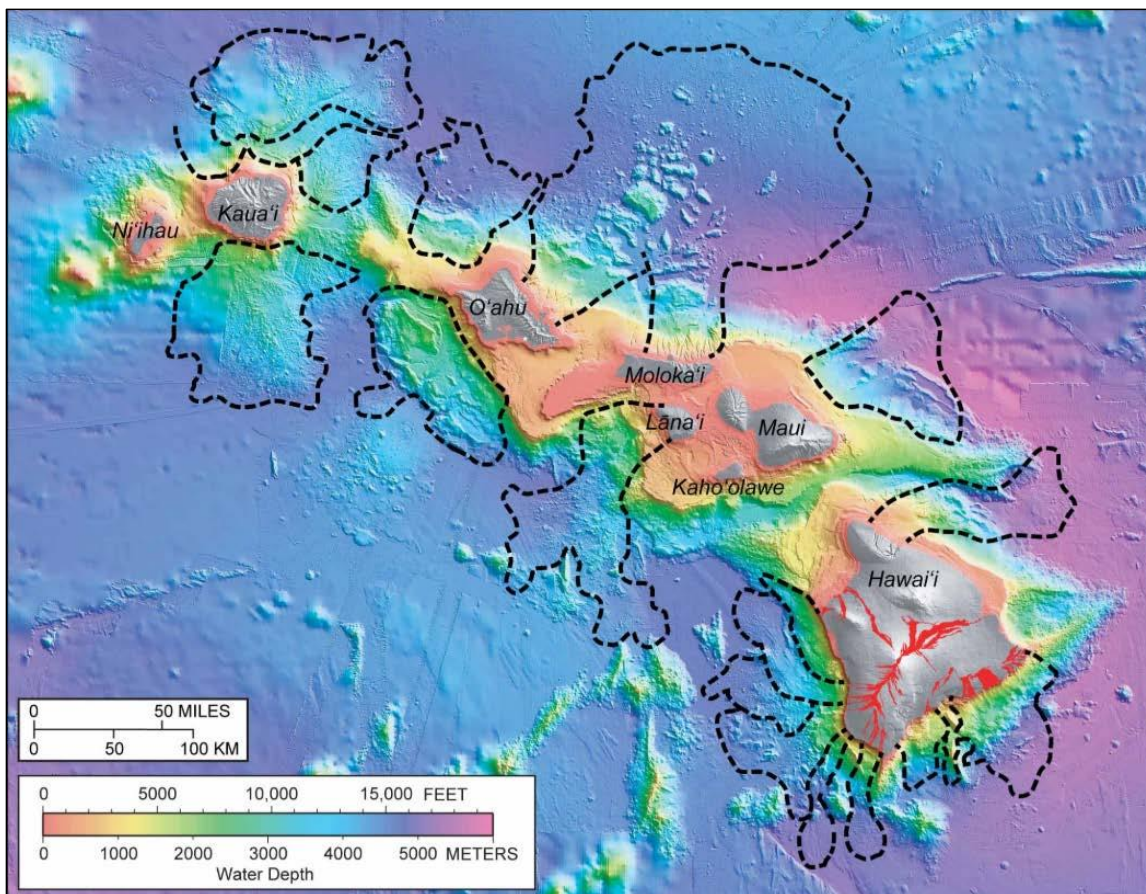 Ni‘ihau
Kaua‘i
O‘ahu
Moloka‘i
Lāna‘i
Maui
Kaho‘olawe
Hawai‘i
0 50 MILES
0 50 100 KM
0 5000 10,000 15,000 FEET
0 1000 2000 3000 4000 5000 METERS
Water Depth